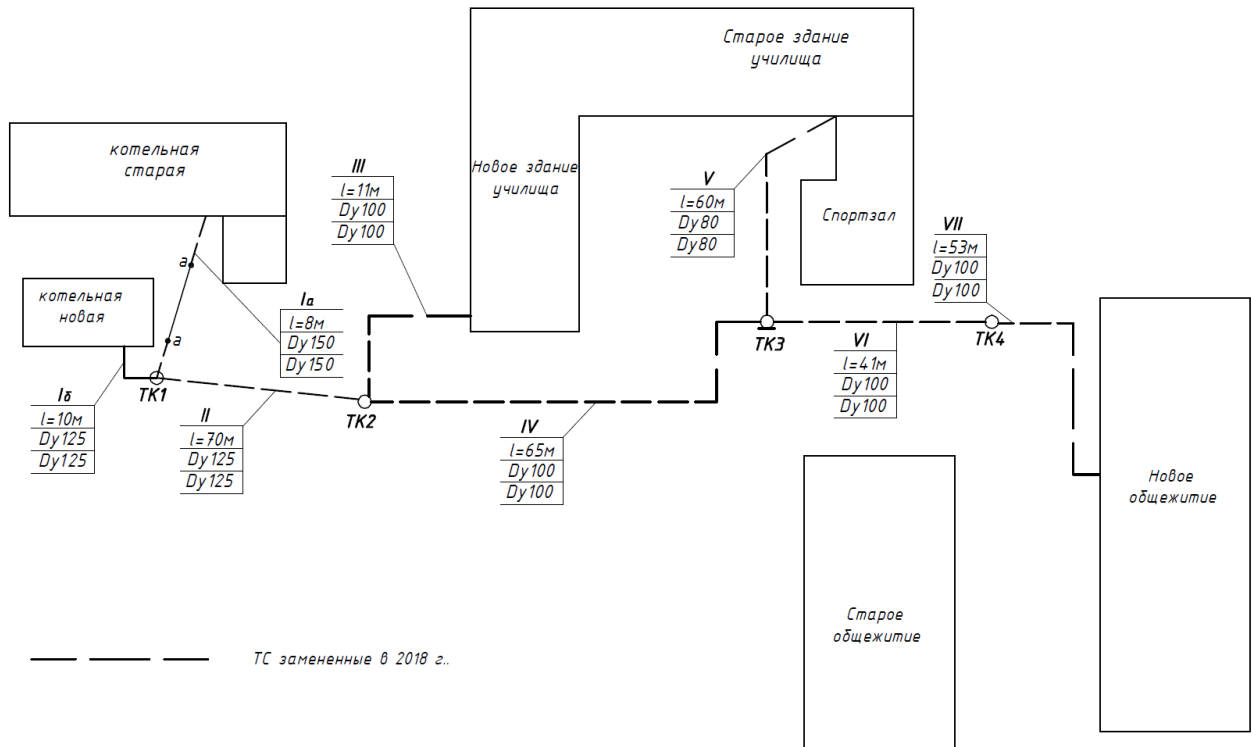 Старое здание
училища
котельная
старая
Новое здание
училища
III
l=11м
Dy100
Dy100
V
l=60м
Dy80
Dy80
Спортзал
VII
l=53м
Dy100
Dy100
a
a
котельная
новая
Iа
l=8м
Dy150
Dy150
ТК1
ТК2
ТК3
ТК4
Iб
l=10м
Dy125
Dy125
II
l=70м
Dy125
Dy125
IV
l=65м
Dy100
Dy100
VI
l=41м
Dy100
Dy100
Новое
общежитие
Старое
общежитие
ТС замененные в 2018 г..